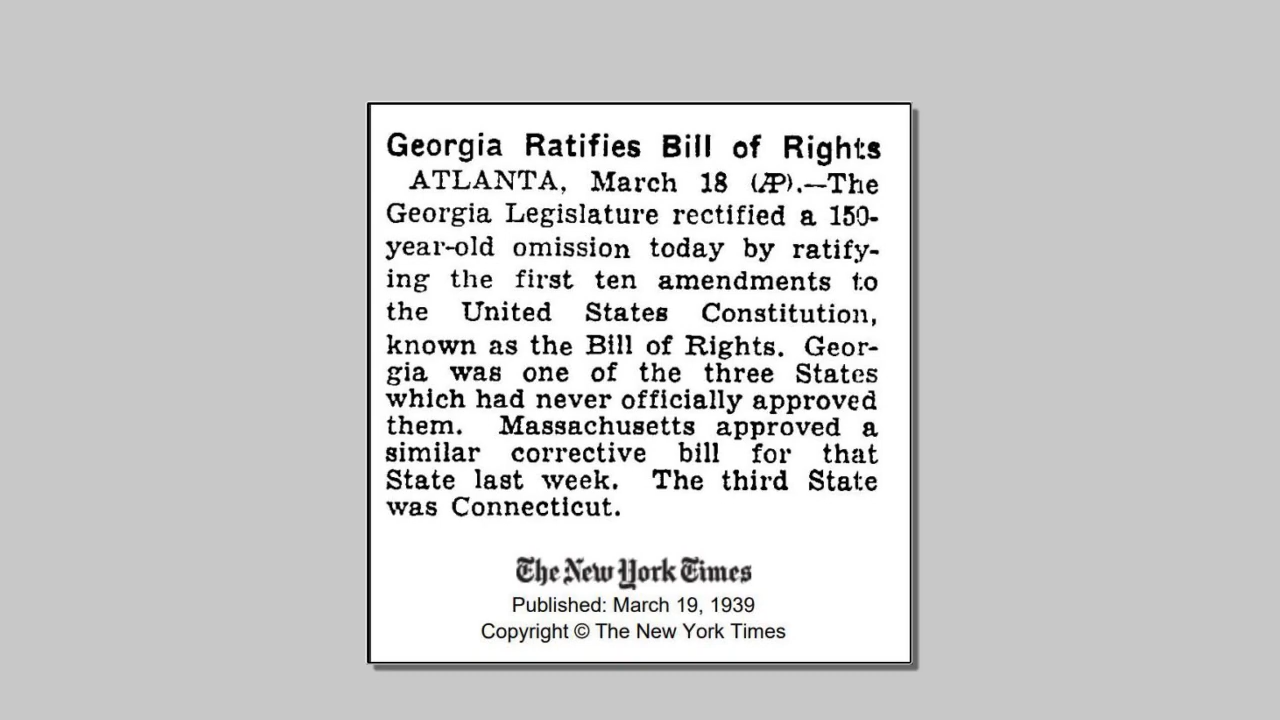 Georgia Ratifies Bill of Rights
ATLANTA, March 18 (AP).—The
Georgia Legislature rectified a 150-
year-old omission today by ratify-
ing the first ten amendments to
the United States Constitution,
known as the Bill of Rights. Geor-
gia was one of the three States
which had never officially approved
them. Massachusetts approved a
similar corrective bill for that
State last week. The third State
was Connecticut.
The New York Times
Published: March 19, 1939
Copyright © The New York Times